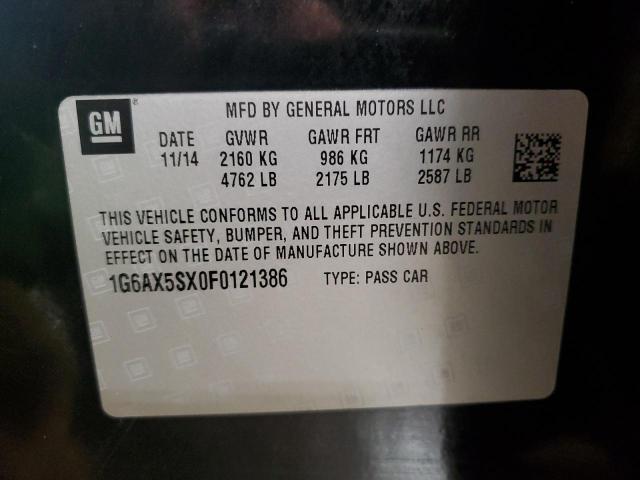 GM ® MFD BY GENERAL MOTORS LLC
DATE GVWR GAWR FRT GAWR RR
11/14 2160 KG 986 KG 1174 KG
4762 LB 2175 LB 2587 LB
THIS VEHICLE CONFORMS TO ALL APPLICABLE U.S. FEDERAL MOTOR
VEHICLE SAFETY, BUMPER, AND THEFT PREVENTION STANDARDS IN
EFFECT ON THE DATE OF MANUFACTURE SHOWN ABOVE.
1G6AX5SX0F0121386 TYPE: PASS CAR